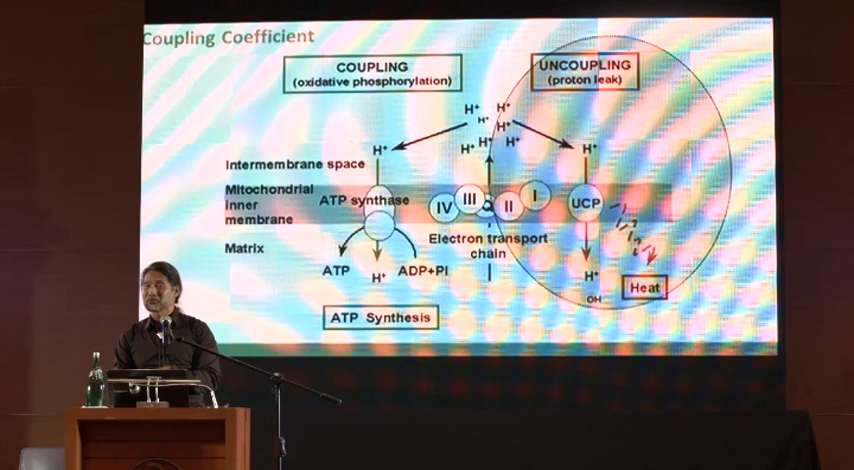 Coupling Coefficient
COUPLING
(oxidative phosphorylation)
UNCOUPLING
(proton leak)
H⁺ H⁺
H⁺ H⁺
H⁺ H⁺ H⁺
H⁺
H⁺
Intermembrane space
Mitochondrial
inner
membrane
ATP synthase
IV
III
II
I
UCP
Electron transport
chain
Matrix
ATP
H⁺
ADP+PI
H⁺
OH
Heat
ATP Synthesis